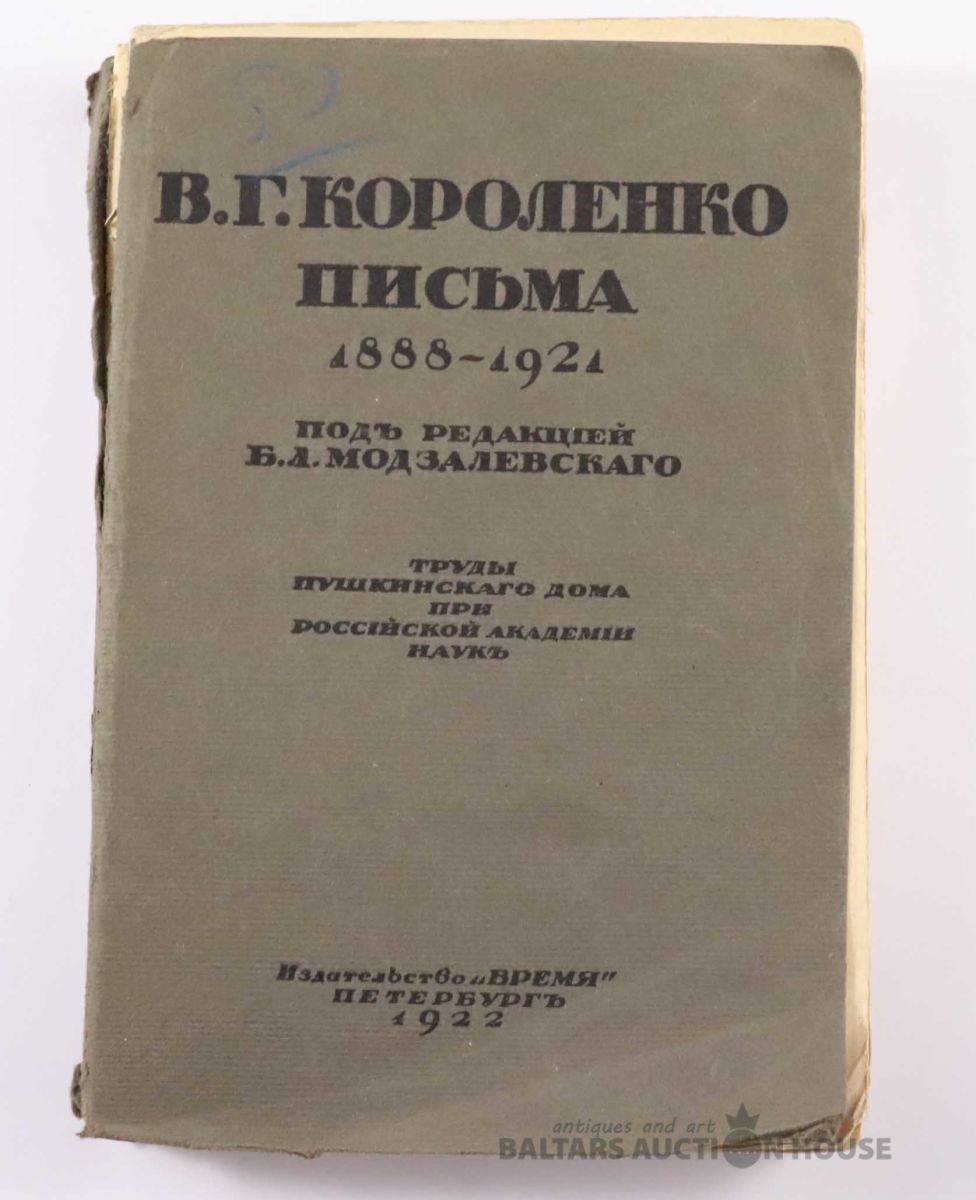 53
В.Г.КОРОЛЕНКО
ПИСЬМА
1888-1921
ПОДЪ РЕДАКЦІЕЙ
Б.Л.МОДЗАЛЕВСКАГО
ТРУДЫ
ПУШКИНСКАГО ДОМА
ПРИ
РОССІЙСКОЙ АКАДЕМІИ
НАУКЪ
Издательство „ВРЕМЯ"
ПЕТЕРБУРГЪ
1922
antiques and art
BALTARS AUCTION HOUSE